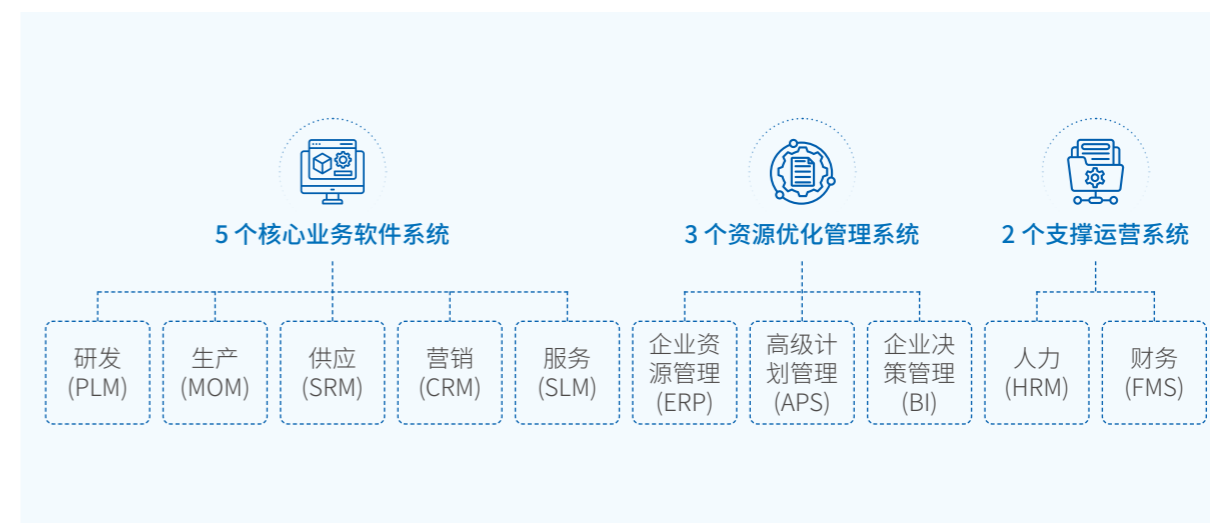 5 个核心业务软件系统
3 个资源优化管理系统
2 个支撑运营系统
研发
(PLM)
生产
(MOM)
供应
(SRM)
营销
(CRM)
服务
(SLM)
企业资
源管理
(ERP)
高级计
划管理
(APS)
企业决
策管理
(BI)
人力
(HRM)
财务
(FMS)